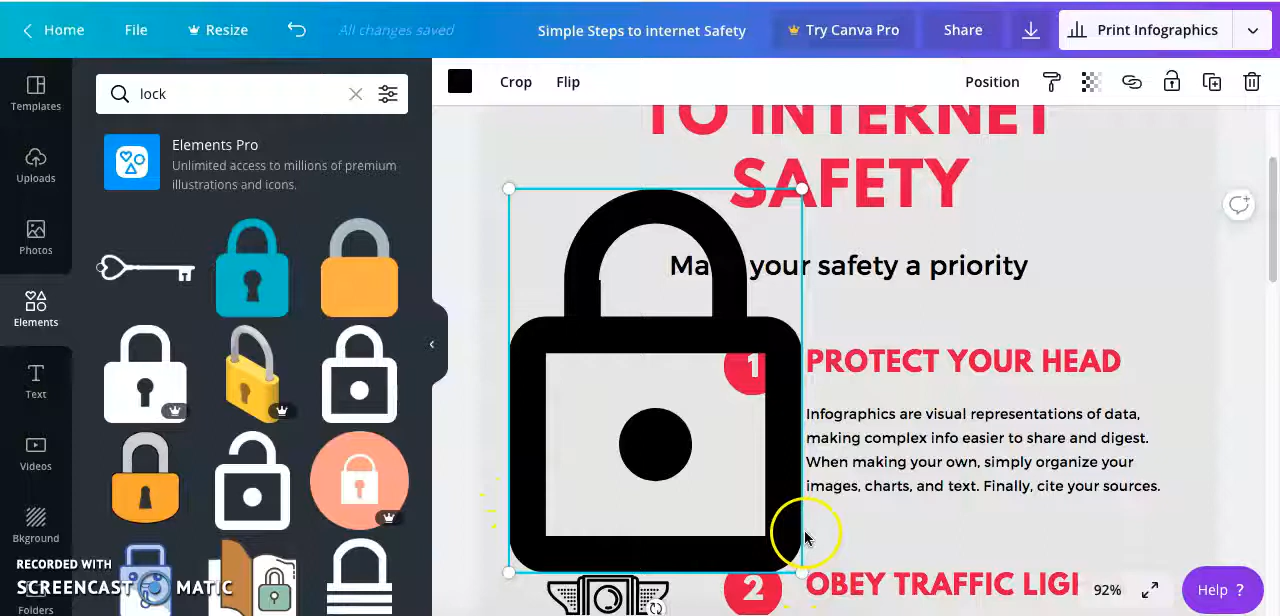 Home
File
Resize
All changes saved
Simple Steps to internet Safety
Try Canva Pro
Share
Print Infographics
lock
Crop
Flip
Position
Templates
Uploads
Photos
Elements
Text
Videos
Bkground
Folders
Elements Pro
Unlimited access to millions of premium
illustrations and icons.
TO INTERNET
SAFETY
Make your safety a priority
1
PROTECT YOUR HEAD
Infographics are visual representations of data,
making complex info easier to share and digest.
When making your own, simply organize your
images, charts, and text. Finally, cite your sources.
2
OBEY TRAFFIC LIGH
92%
Help ?
RECORDED WITH
SCREENCAST MATIC